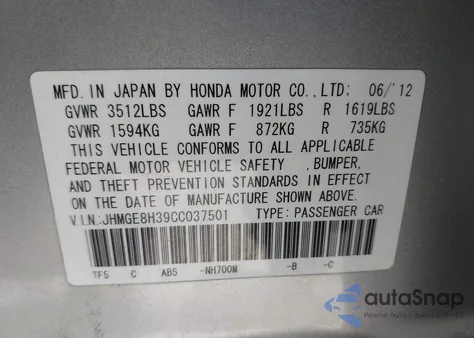 MFD. IN JAPAN BY HONDA MOTOR CO., LTD: 06/'12
GVWR 3512LBS GAWR F 1921LBS R 1619LBS
GVWR 1594KG GAWR F 872KG R 735KG
THIS VEHICLE CONFORMS TO ALL APPLICABLE
FEDERAL MOTOR VEHICLE SAFETY , BUMPER,
AND THEFT PREVENTION STANDARDS IN EFFECT
ON THE DATE OF MANUFACTURE SHOWN ABOVE.
V.I.N: JHMGE8H39CC037501 TYPE: PASSENGER CAR
TF5 C AB5 -NH700M -B -C
autoSnap
Pewne Auto z